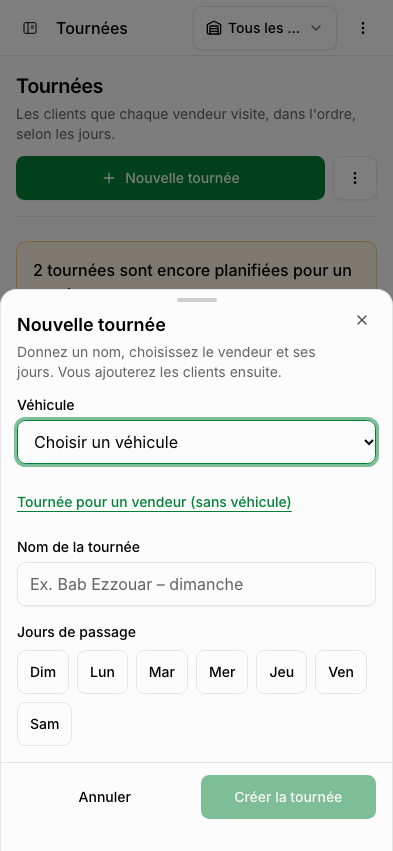 Tournées
Tous les ...
Tournées
Les clients que chaque vendeur visite, dans l'ordre,
selon les jours.
+ Nouvelle tournée
2 tournées sont encore planifiées pour un
Nouvelle tournée
Donnez un nom, choisissez le vendeur et ses
jours. Vous ajouterez les clients ensuite.
Véhicule
Choisir un véhicule
Tournée pour un vendeur (sans véhicule)
Nom de la tournée
Ex. Bab Ezzouar – dimanche
Jours de passage
Dim Lun Mar Mer Jeu Ven
Sam
Annuler Créer la tournée